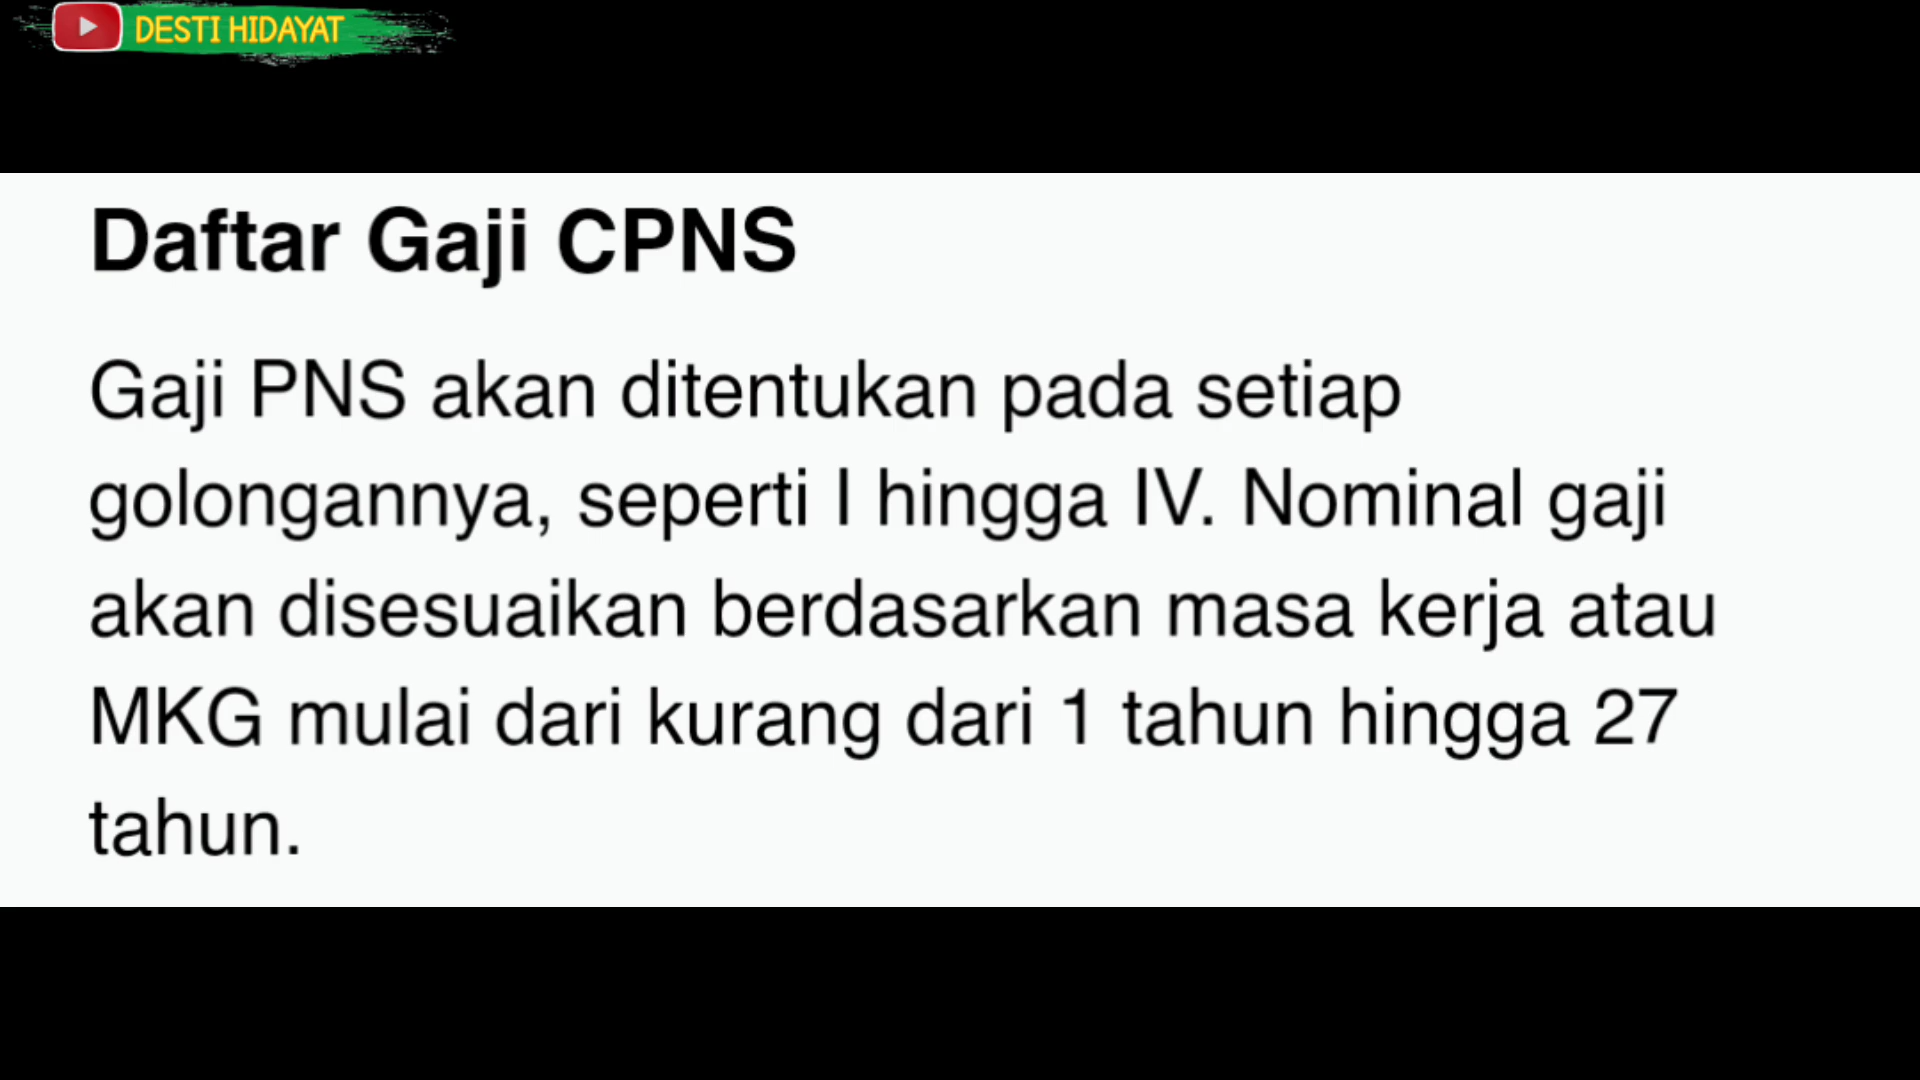 DESTI HIDAYAT
Daftar Gaji CPNS
Gaji PNS akan ditentukan pada setiap
golongannya, seperti I hingga IV. Nominal gaji
akan disesuaikan berdasarkan masa kerja atau
MKG mulai dari kurang dari 1 tahun hingga 27
tahun.